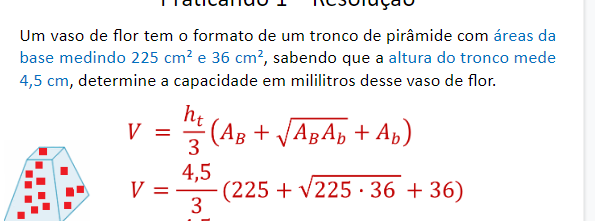 Praticando 1 – Resolução
Um vaso de flor tem o formato de um tronco de pirâmide com áreas da
base medindo 225 cm² e 36 cm², sabendo que a altura do tronco mede
4,5 cm, determine a capacidade em mililitros desse vaso de flor.
V = h_t/3 (A_B + √(A_B A_b) + A_b)
V = 4,5/3 (225 + √(225 · 36) + 36)